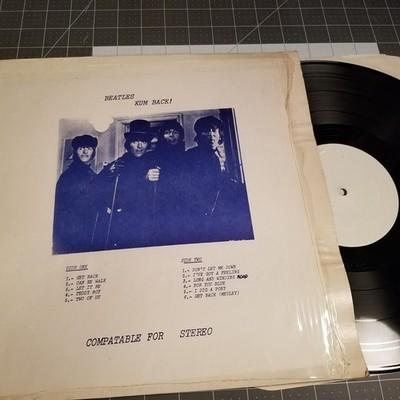 BEATLES
KUM BACK!
SIDE ONE
1.- GET BACK
2.- CAN HE WALK
3.- LET IT BE
4.- TEDDY BOY
5.- TWO OF US
SIDE TWO
1.- DON'T LET ME DOWN
2.- I'VE GOT A FEELING
3.- LONG AND WINDING ROAD
4.- FOR YOU BLUE
5.- I DIG A PONY
6.- GET BACK (MEDLEY)
COMPATABLE FOR STEREO